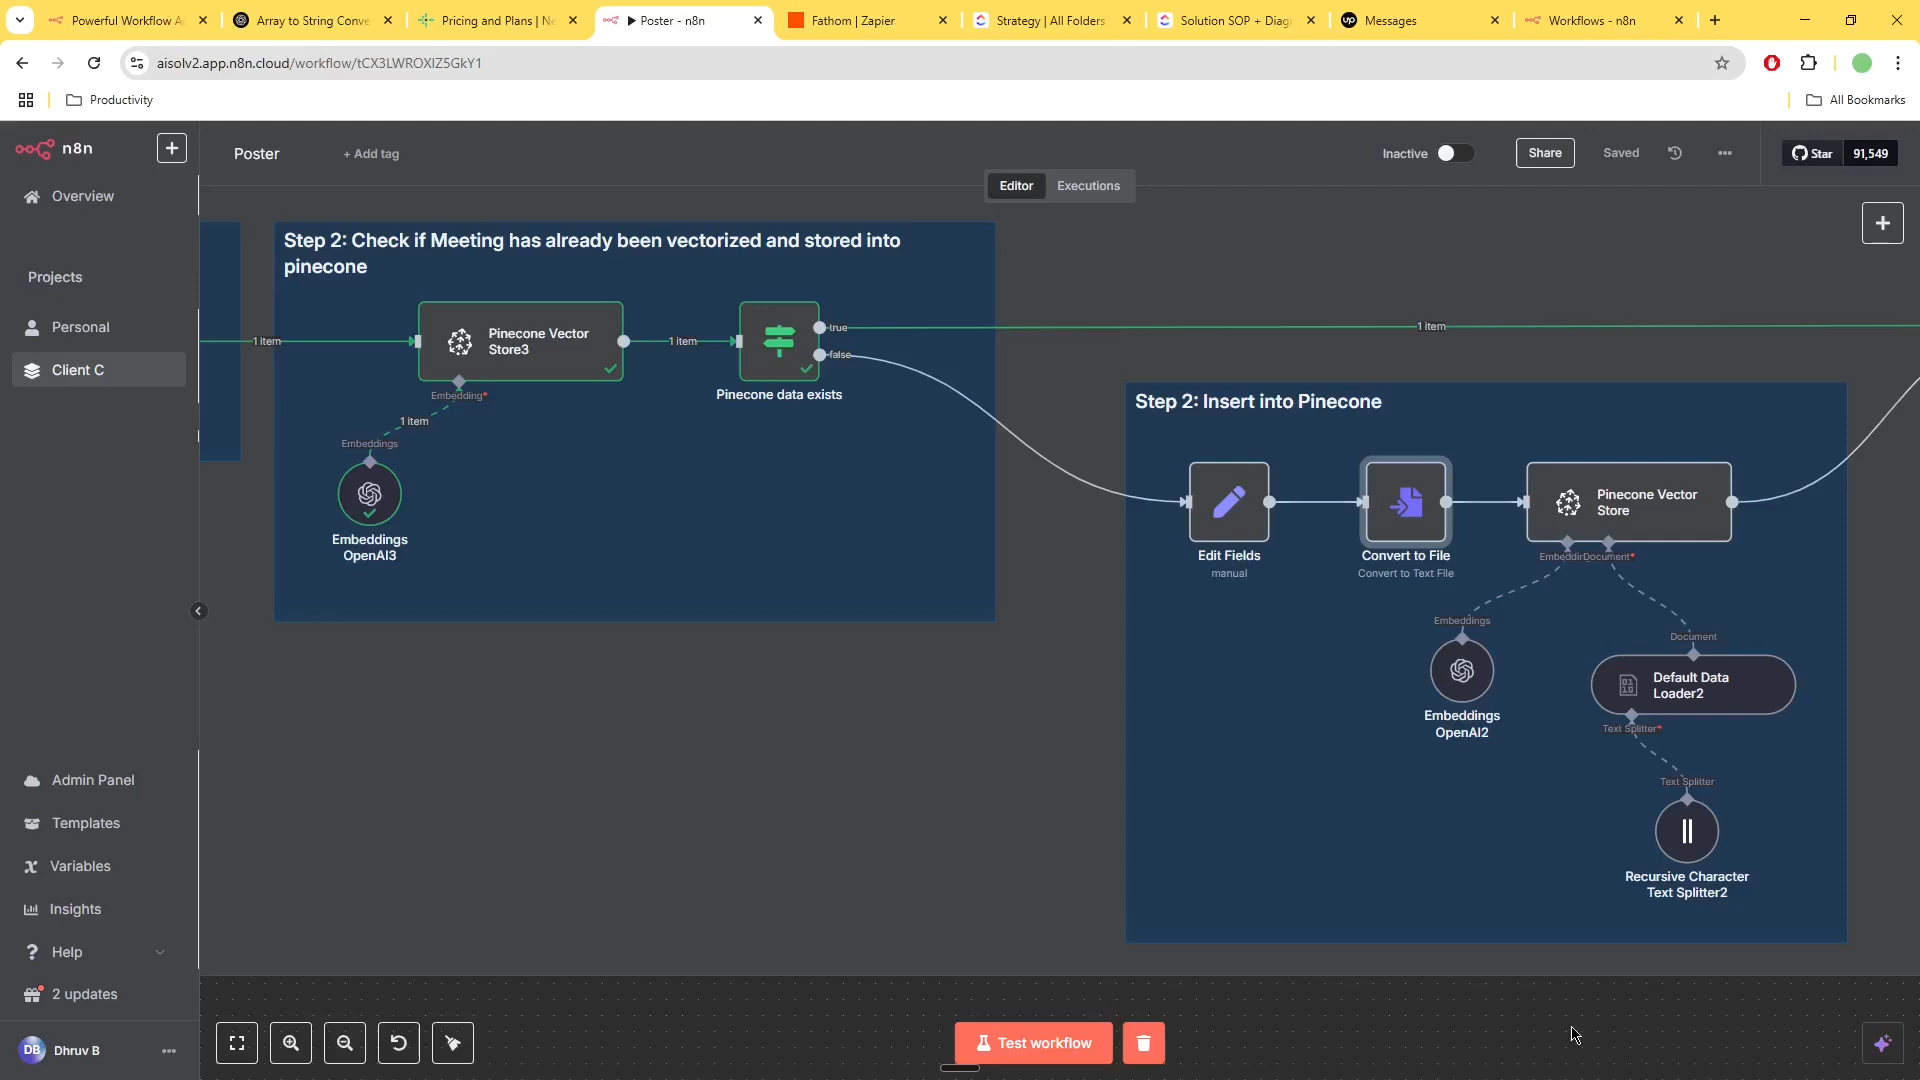 Powerful Workflow A
Array to String Conve
Pricing and Plans | Ne
▶ Poster - n8n
Fathom | Zapier
Strategy | All Folders
Solution SOP + Diag
Messages
Workflows - n8n
aisolv2.app.n8n.cloud/workflow/tCX3LWROXIZ5GkY1
Productivity
All Bookmarks
n8n
Poster
+ Add tag
Inactive
Share
Saved
Star
91,549
Editor
Executions
Overview
Projects
Personal
Client C
Admin Panel
Templates
Variables
Insights
Help
2 updates
DB
Dhruv B
Step 2: Check if Meeting has already been vectorized and stored into
pinecone
1 item
Pinecone Vector
Store3
1 item
true
false
1 item
Embedding*
1 item
Pinecone data exists
Embeddings
Embeddings
OpenAI3
Step 2: Insert into Pinecone
Edit Fields
manual
Convert to File
Convert to Text File
Pinecone Vector
Store
Document*
Embeddings
Document
Embeddings
OpenAI2
Default Data
Loader2
Text Splitter*
Text Splitter
Recursive Character
Text Splitter2
Test workflow